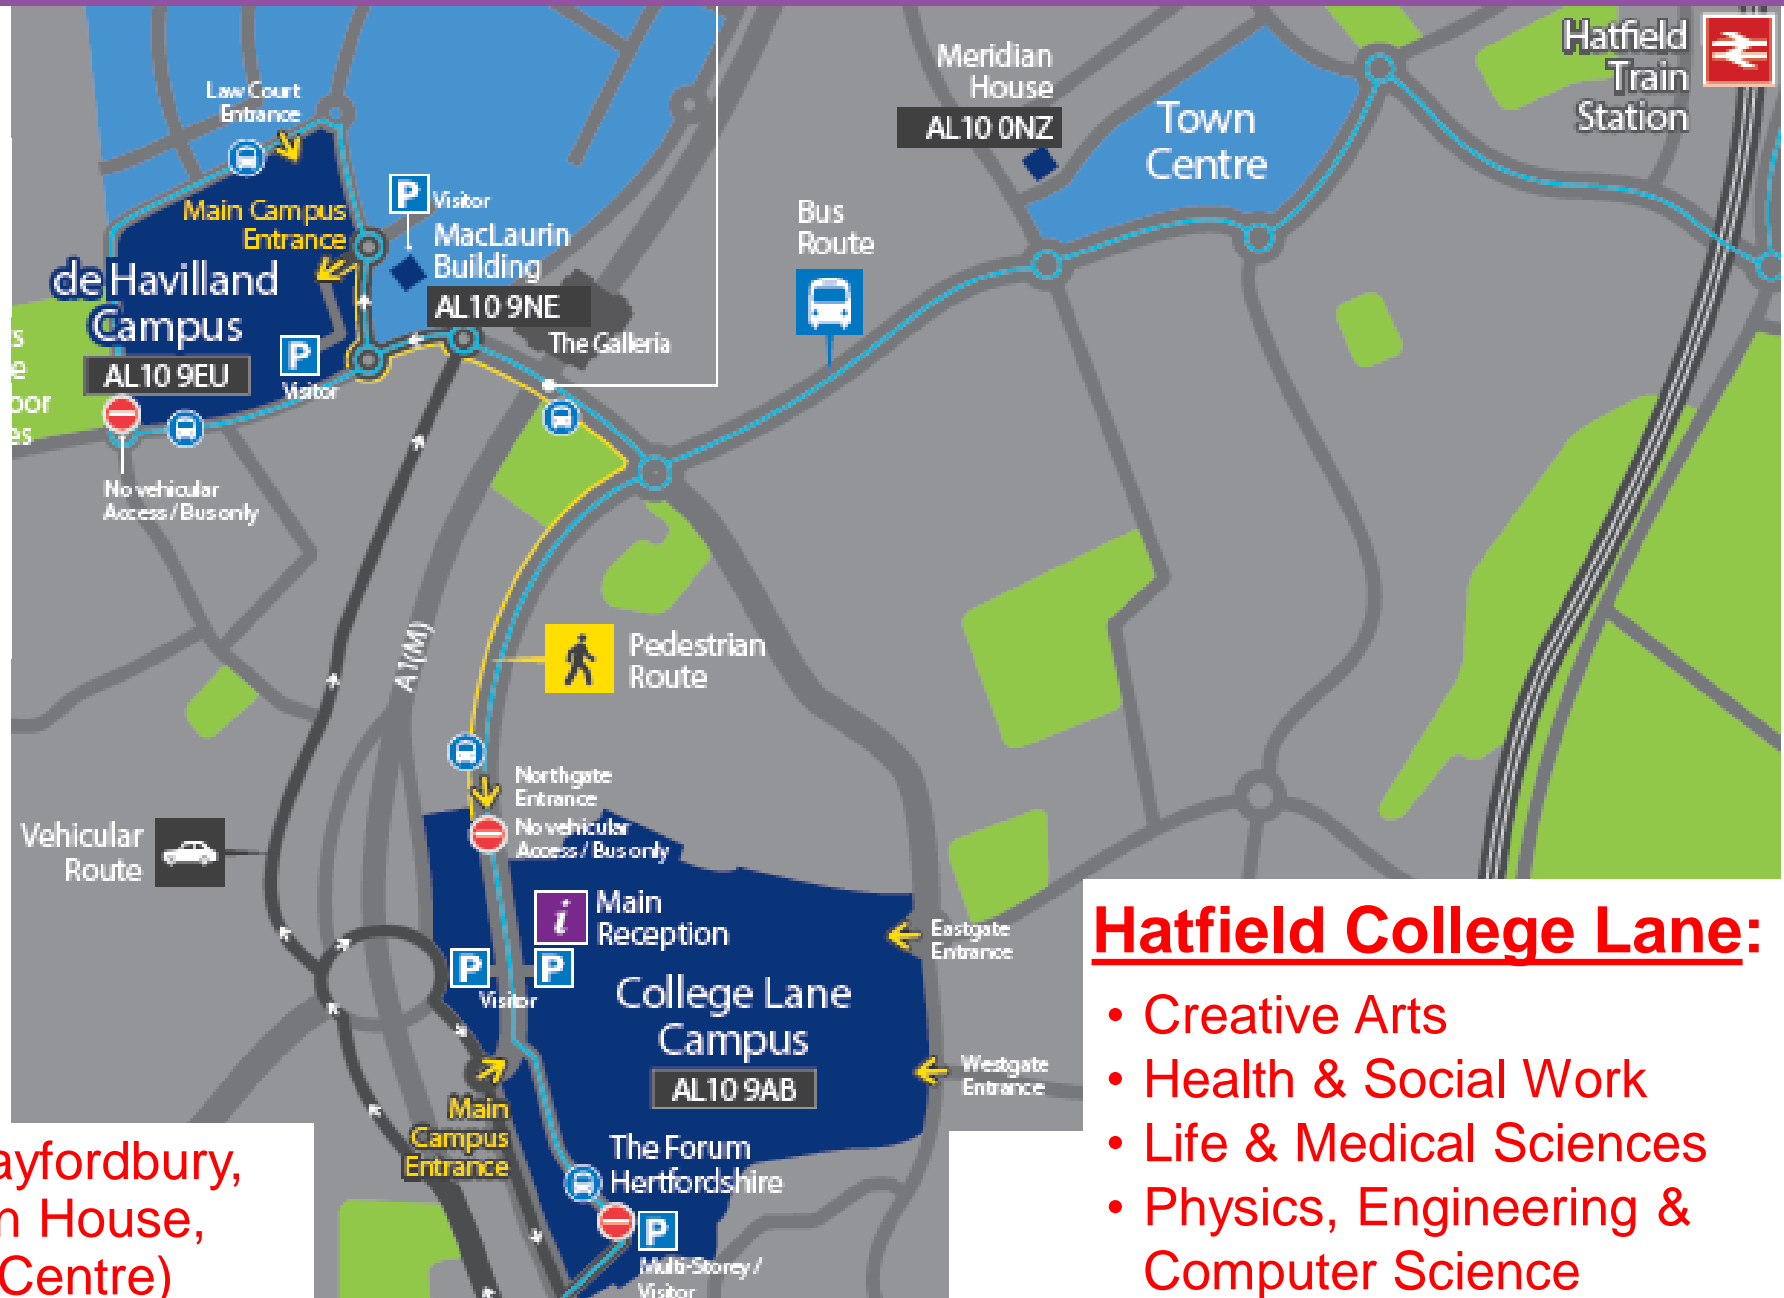 Law Court
Entrance
Main Campus
Entrance
de Havilland
Campus
AL10 9EU
P
Visitor
No vehicular
Access / Bus only
P
Visitor
MacLaurin
Building
AL10 9NE
The Galleria
Meridian
House
AL10 0NZ
Town
Centre
Hatfield
Train
Station
Bus
Route
A1(M)
Pedestrian
Route
Vehicular
Route
Northgate
Entrance
No vehicular
Access / Bus only
i
Main
Reception
P
P
Visitor
College Lane
Campus
AL10 9AB
Eastgate
Entrance
Westgate
Entrance
Main
Campus
Entrance
The Forum
Hertfordshire
P
Multi-Storey /
Visitor
ayfordbury,
n House,
Centre)
Hatfield College Lane:
• Creative Arts
• Health & Social Work
• Life & Medical Sciences
• Physics, Engineering &
Computer Science